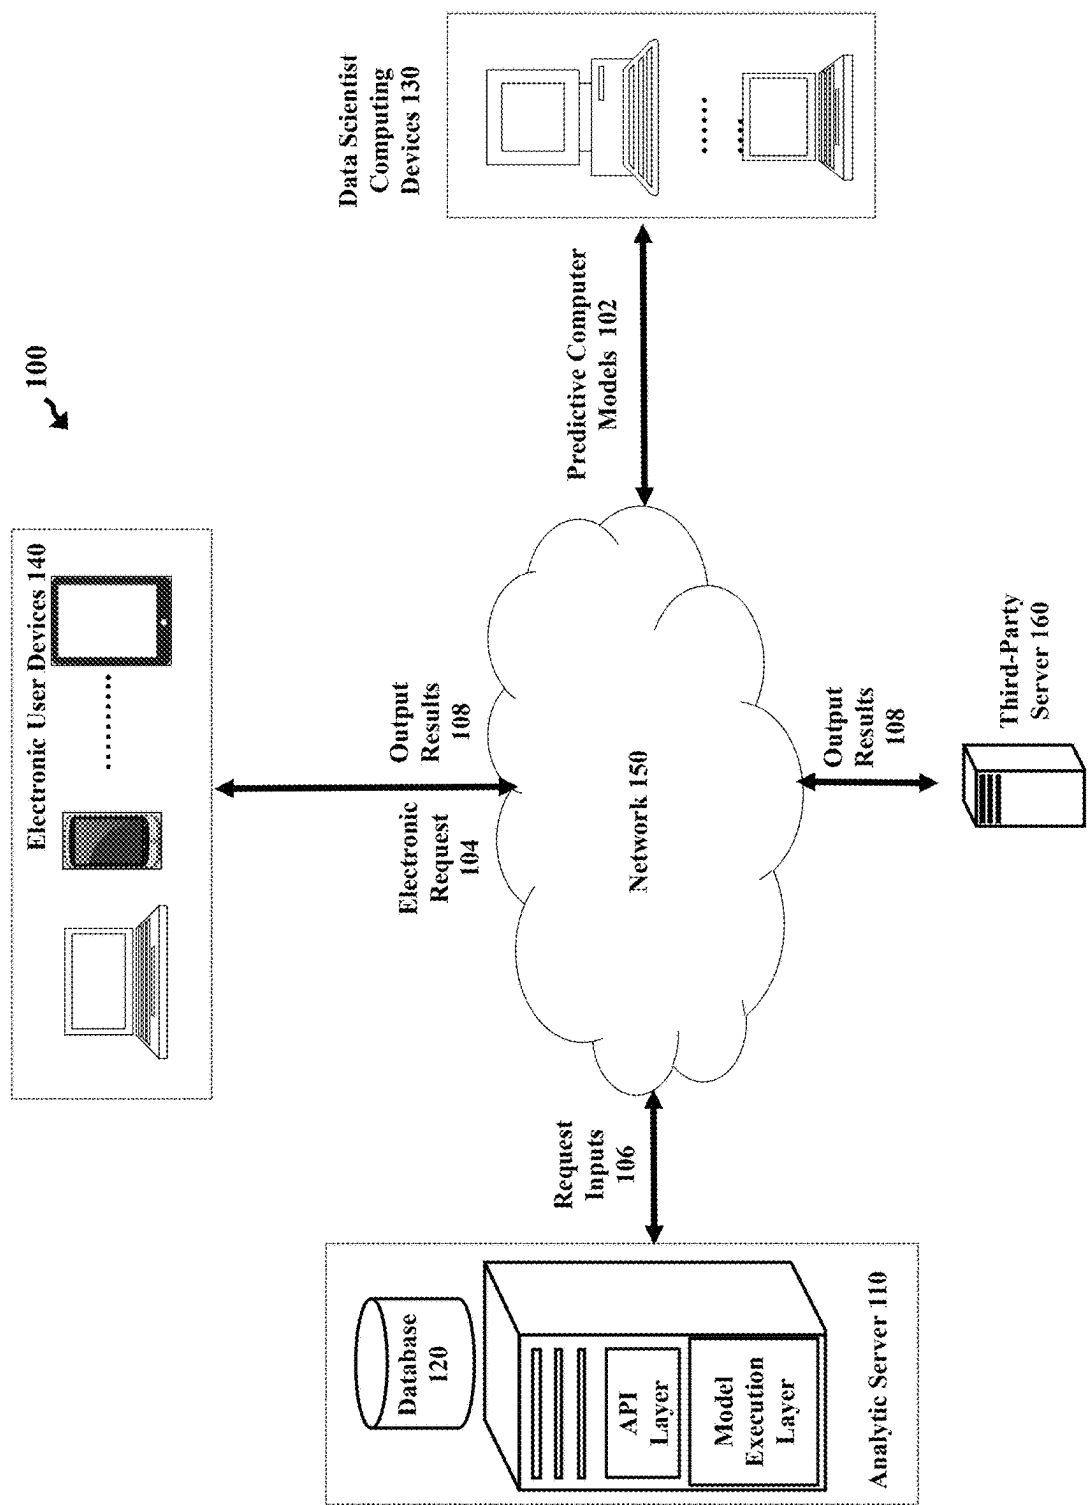 100
Electronic User Devices 140
Data Scientist
Computing
Devices 130
Electronic
Request
104
Output
Results
108
Predictive Computer
Models 102
Request
Inputs
106
Network 150
Output
Results
108
Third-Party
Server 160
Database
120
API
Layer
Model
Execution
Layer
Analytic Server 110